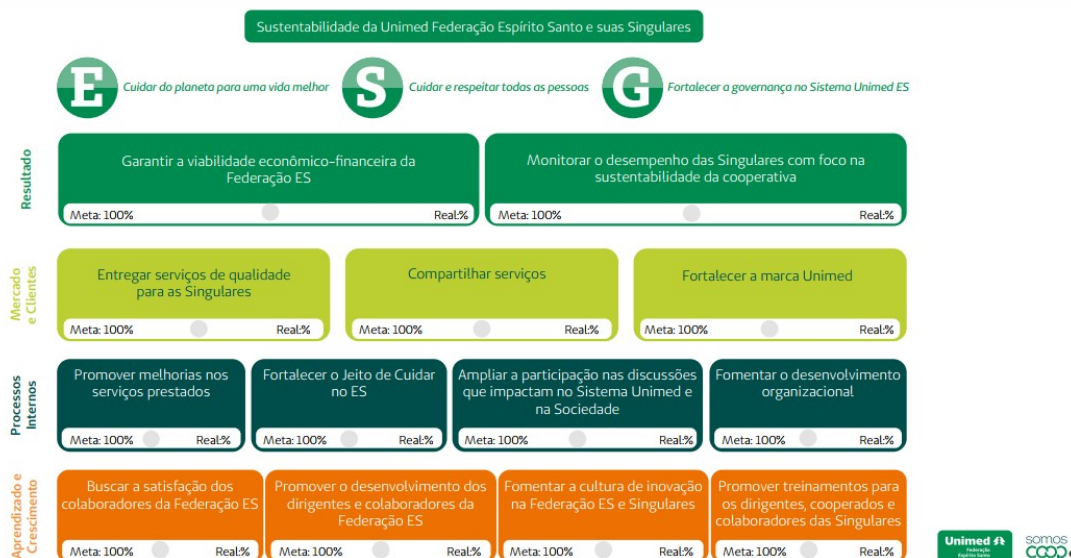 Sustentabilidade da Unimed Federação Espírito Santo e suas Singulares
E
Cuidar do planeta para uma vida melhor
S
Cuidar e respeitar todas as pessoas
G
Fortalecer a governança no Sistema Unimed ES
Resultado
Garantir a viabilidade econômico-financeira da
Federação ES
Meta: 100%
Real:%
Monitorar o desempenho das Singulares com foco na
sustentabilidade da cooperativa
Meta: 100%
Real:%
Mercado
e Clientes
Entregar serviços de qualidade
para as Singulares
Meta: 100%
Real:%
Compartilhar serviços
Meta: 100%
Real:%
Fortalecer a marca Unimed
Meta: 100%
Real:%
Processos
Internos
Promover melhorias nos
serviços prestados
Meta: 100%
Real:%
Fortalecer o Jeito de Cuidar
no ES
Meta: 100%
Real:%
Ampliar a participação nas discussões
que impactam no Sistema Unimed e
na Sociedade
Meta: 100%
Real:%
Fomentar o desenvolvimento
organizacional
Meta: 100%
Real:%
Aprendizado e
Crescimento
Buscar a satisfação dos
colaboradores da Federação ES
Meta: 100%
Real:%
Promover o desenvolvimento dos
dirigentes e colaboradores da
Federação ES
Meta: 100%
Real:%
Fomentar a cultura de inovação
na Federação ES e Singulares
Meta: 100%
Real:%
Promover treinamentos para
os dirigentes, cooperados e
colaboradores das Singulares
Meta: 100%
Real:%
Unimed
Federação
Espírito Santo
somos
coop